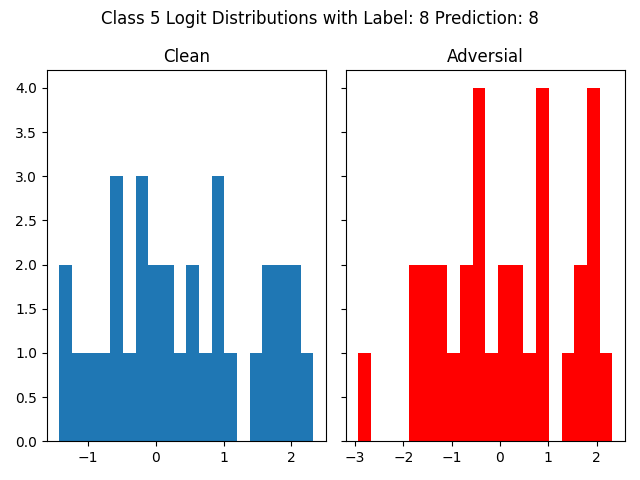 Class 5 Logit Distributions with Label: 8 Prediction: 8
Clean
Adversial
4.0
3.5
3.0
2.5
2.0
1.5
1.0
0.5
0.0
−1 0 1 2
−3 −2 −1 0 1 2